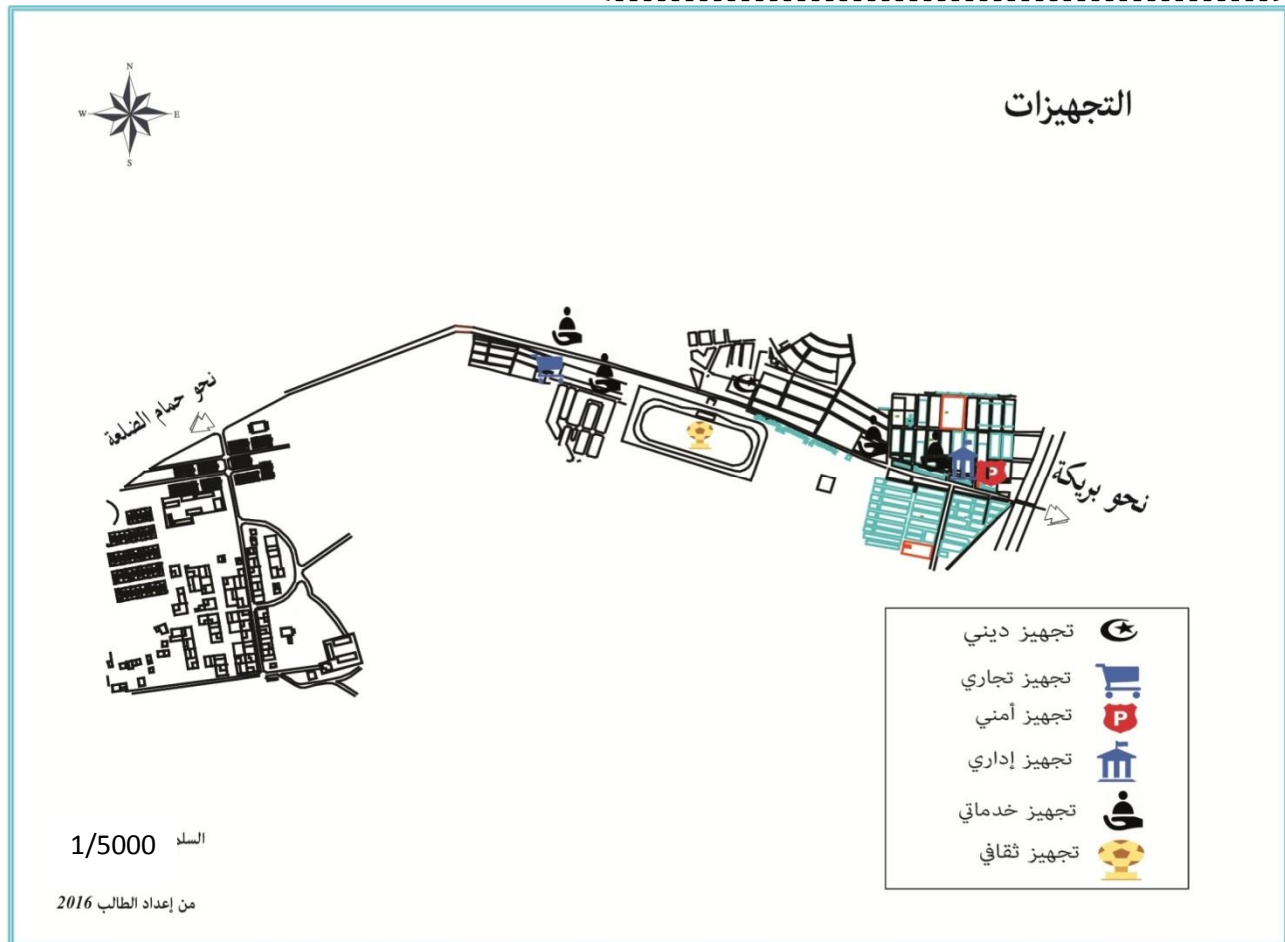 التجهيزات
N
W E
S
نحو حمام الضلعة
نحو بريكة
P
تجهيز ديني
تجهيز تجاري
تجهيز أمني
P
تجهيز إداري
تجهيز خدماتي
تجهيز ثقافي
1/5000 السلم
من إعداد الطالب 2016